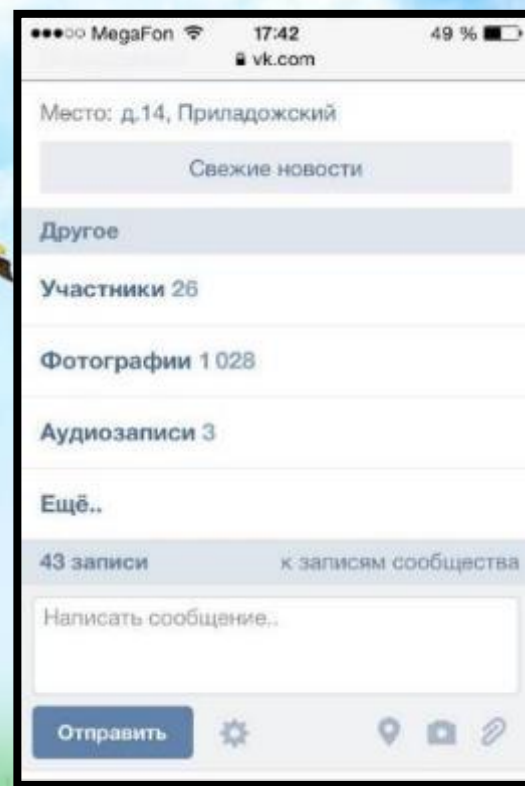 MegaFon 17:42 49 %
vk.com
Место: д.14, Приладожский
Свежие новости
Другое
Участники 26
Фотографии 1 028
Аудиозаписи 3
Ещё..
43 записи к записям сообщества
Написать сообщение..
Отправить